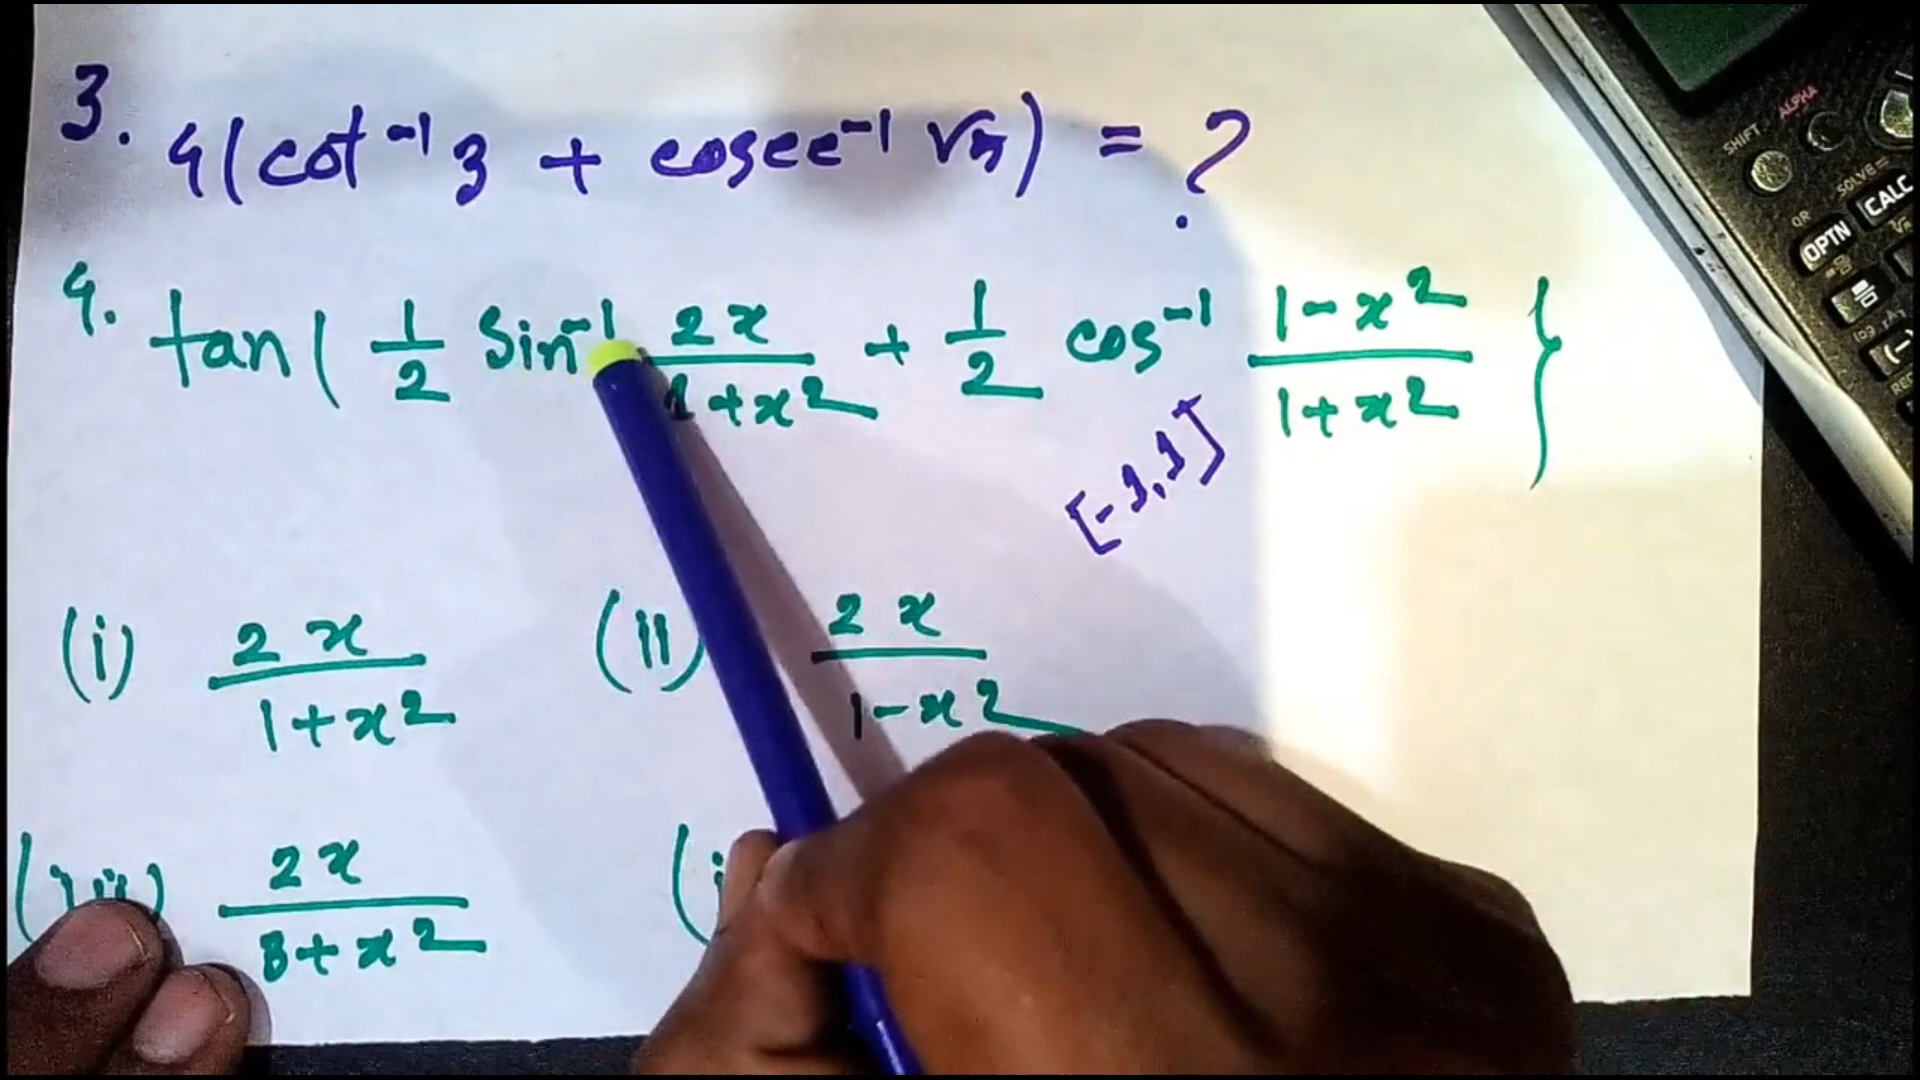 3. 4(cot⁻¹ 3 + cosec⁻¹ √5) = ?
4. tan( 1/2 Sin⁻¹ 2x/1+x² + 1/2 cos⁻¹ 1-x²/1+x² }
[-1,1]
(i) 2x/1+x² (ii) 2x/1-x²
(iii) 2x/3+x² (i
SHIFT ALPHA
OPTN CALC
SOLVE =